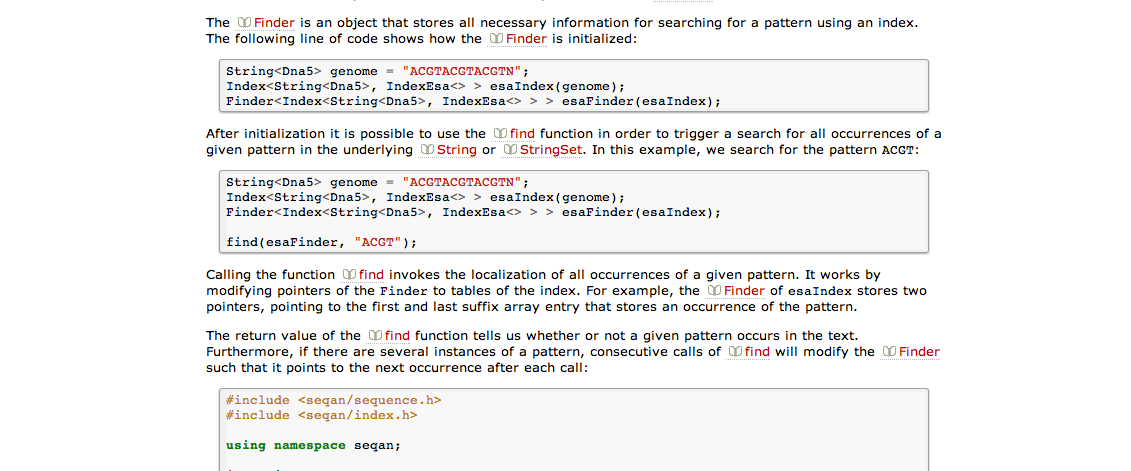 The Finder is an object that stores all necessary information for searching for a pattern using an index.
The following line of code shows how the Finder is initialized:
String<Dna5> genome = "ACGTACGTACGTN";
Index<String<Dna5>, IndexEsa<> > esaIndex(genome);
Finder<Index<String<Dna5>, IndexEsa<> > > esaFinder(esaIndex);
After initialization it is possible to use the find function in order to trigger a search for all occurrences of a
given pattern in the underlying String or StringSet. In this example, we search for the pattern ACGT:
String<Dna5> genome = "ACGTACGTACGTN";
Index<String<Dna5>, IndexEsa<> > esaIndex(genome);
Finder<Index<String<Dna5>, IndexEsa<> > > esaFinder(esaIndex);
find(esaFinder, "ACGT");
Calling the function find invokes the localization of all occurrences of a given pattern. It works by
modifying pointers of the Finder to tables of the index. For example, the Finder of esaIndex stores two
pointers, pointing to the first and last suffix array entry that stores an occurrence of the pattern.
The return value of the find function tells us whether or not a given pattern occurs in the text.
Furthermore, if there are several instances of a pattern, consecutive calls of find will modify the Finder
such that it points to the next occurrence after each call:
#include <seqan/sequence.h>
#include <seqan/index.h>
using namespace seqan;